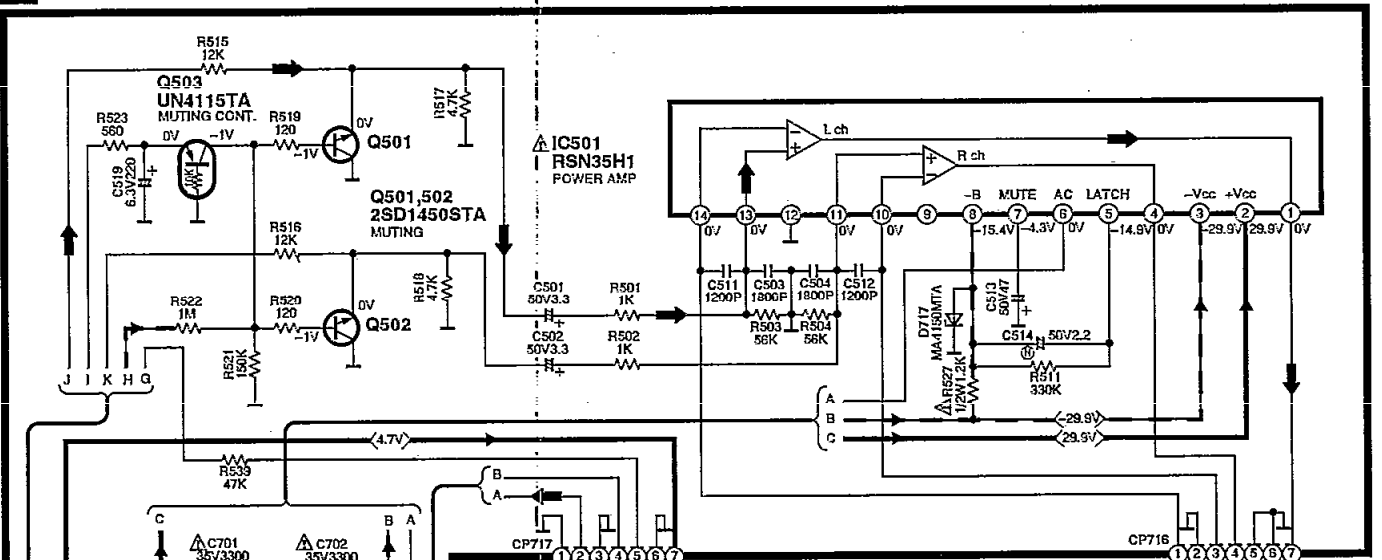 R515
12K
Q503
UN4115TA
MUTING CONT.
R523
560
0V
-1V
R519
120
-1V
0V
Q501
R517
4.7K
C519
6.3V220
10K
IC501
RSN35H1
POWER AMP
Q501,502
2SD1450STA
MUTING
R516
12K
R518
4.7K
R522
1M
R520
120
-1V
0V
Q502
R521
150K
J I K H G
C501
50V3.3
R501
1K
C502
50V3.3
R502
1K
L ch
R ch
-B MUTE AC LATCH -Vcc +Vcc
14 13 12 11 10 9 8 7 6 5 4 3 2 1
0V 0V 0V 0V -15.4V -4.3V 0V -14.9V 0V -29.9V 29.9V 0V
C511
1200P
C503
1800P
C504
1800P
C512
1200P
R503
56K
R504
56K
D717
MA4150MTA
C513
50V47
C514 50V2.2
H
R511
330K
R527
1/2W1.2K
A
B
C
-29.9V
29.9V
4.7V
R539
47K
B
A
C
B A
C701
35V3300
C702
35V3300
CP717
1 2 3 4 5 6 7
CP716
1 2 3 4 5 6 7